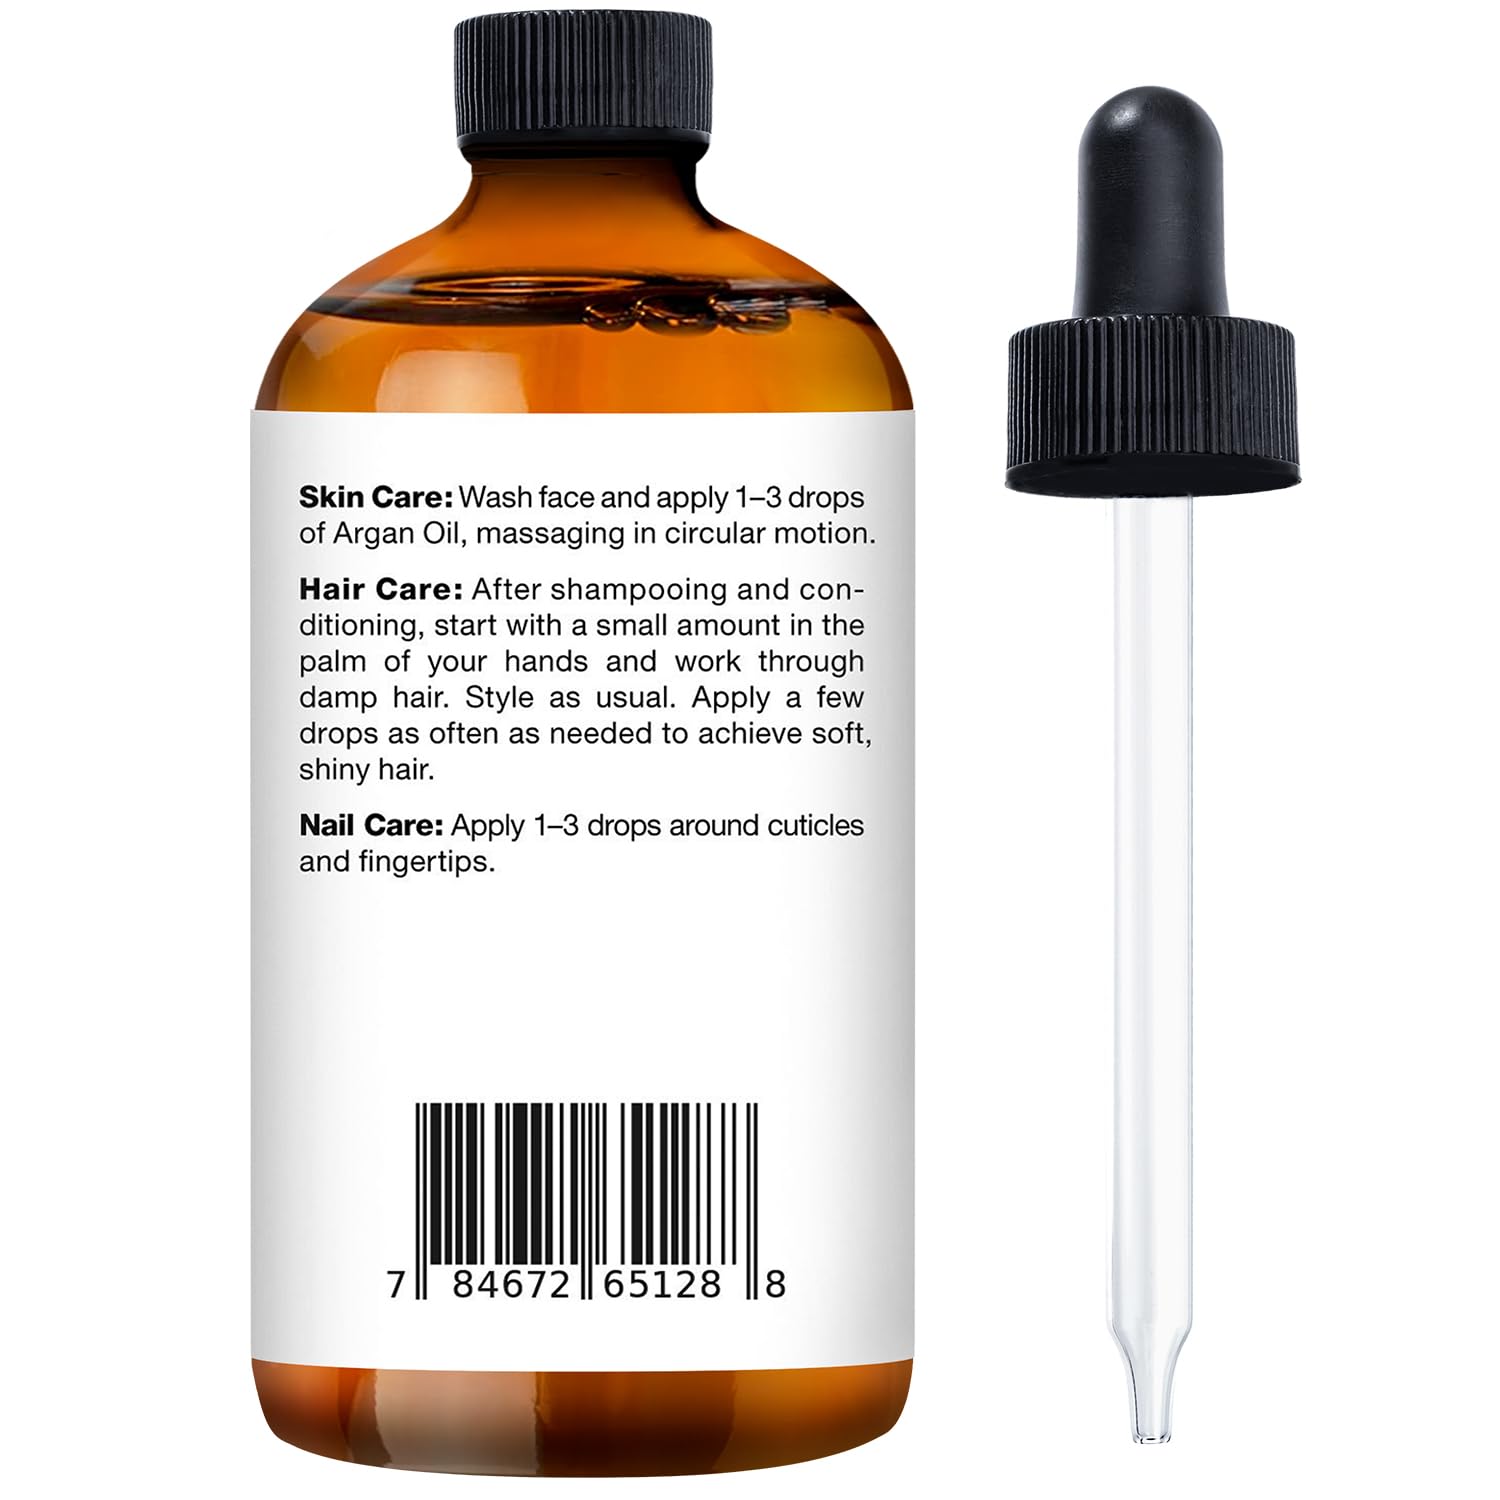 Skin Care: Wash face and apply 1–3 drops
of Argan Oil, massaging in circular motion.
Hair Care: After shampooing and con-
ditioning, start with a small amount in the
palm of your hands and work through
damp hair. Style as usual. Apply a few
drops as often as needed to achieve soft,
shiny hair.
Nail Care: Apply 1–3 drops around cuticles
and fingertips.
7 84672 65128 8